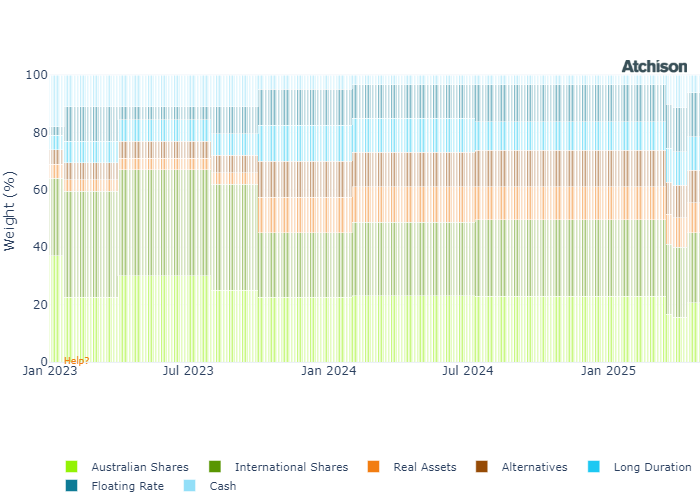 Atchison
100
80
60
40
20
0
Weight (%)
Help?
Jan 2023
Jul 2023
Jan 2024
Jul 2024
Jan 2025
Australian Shares
International Shares
Real Assets
Alternatives
Long Duration
Floating Rate
Cash